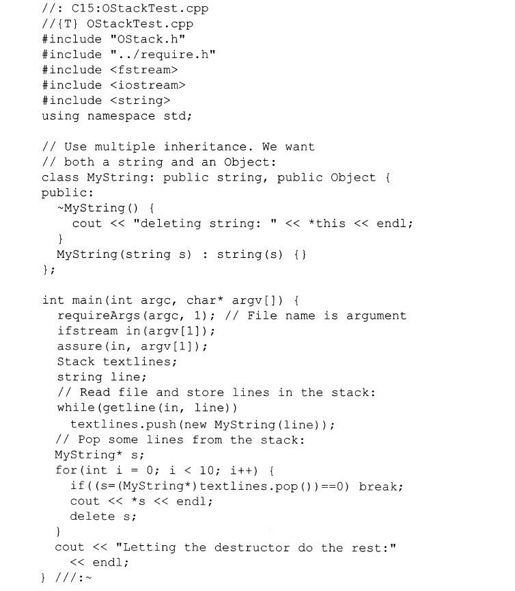 //: C15:OStackTest.cpp
//{T} OStackTest.cpp
#include "OStack.h"
#include "../require.h"
#include <fstream>
#include <iostream>
#include <string>
using namespace std;

// Use multiple inheritance. We want
// both a string and an Object:
class MyString: public string, public Object {
public:
  ~MyString() {
    cout << "deleting string: " << *this << endl;
  }
  MyString(string s) : string(s) {}
};

int main(int argc, char* argv[]) {
  requireArgs(argc, 1); // File name is argument
  ifstream in(argv[1]);
  assure(in, argv[1]);
  Stack textlines;
  string line;
  // Read file and store lines in the stack:
  while(getline(in, line))
    textlines.push(new MyString(line));
  // Pop some lines from the stack:
  MyString* s;
  for(int i = 0; i < 10; i++) {
    if((s=(MyString*)textlines.pop())==0) break;
    cout << *s << endl;
    delete s;
  }
  cout << "Letting the destructor do the rest:"
    << endl;
} ///:~